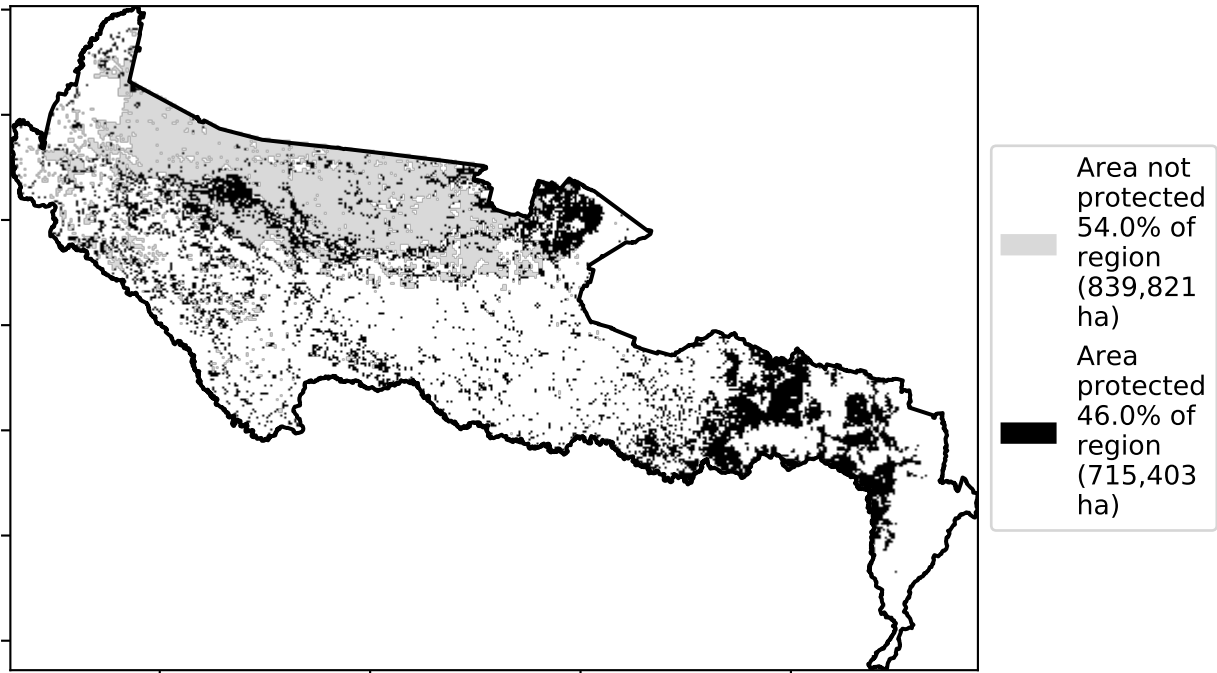 Area not
protected
54.0% of
region
(839,821
ha)
Area
protected
46.0% of
region
(715,403
ha)